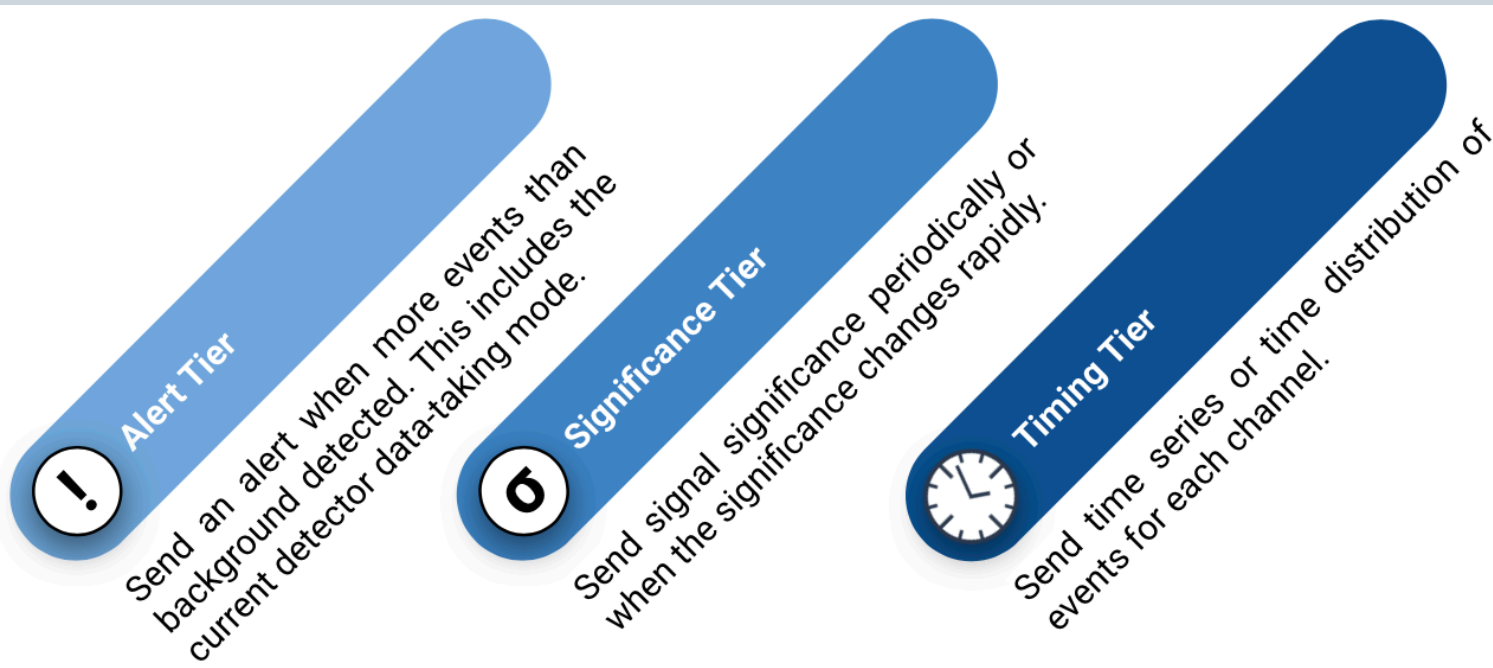 !
Alert Tier
Send an alert when more events than
background detected. This includes the
current detector data-taking mode.
σ
Significance Tier
Send signal significance periodically or
when the significance changes rapidly.
Timing Tier
Send time series or time distribution of
events for each channel.